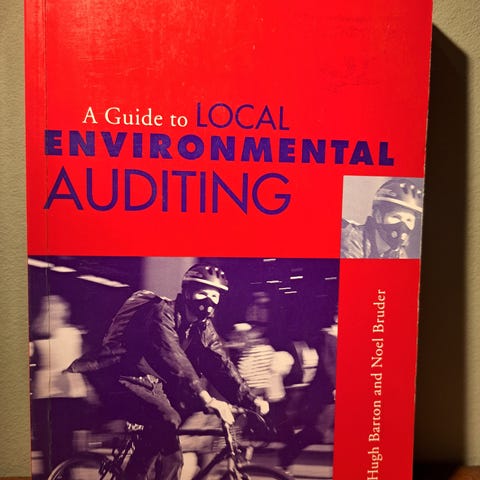 A Guide to LOCAL
ENVIRONMENTAL
AUDITING
Hugh Barton and Noel Bruder